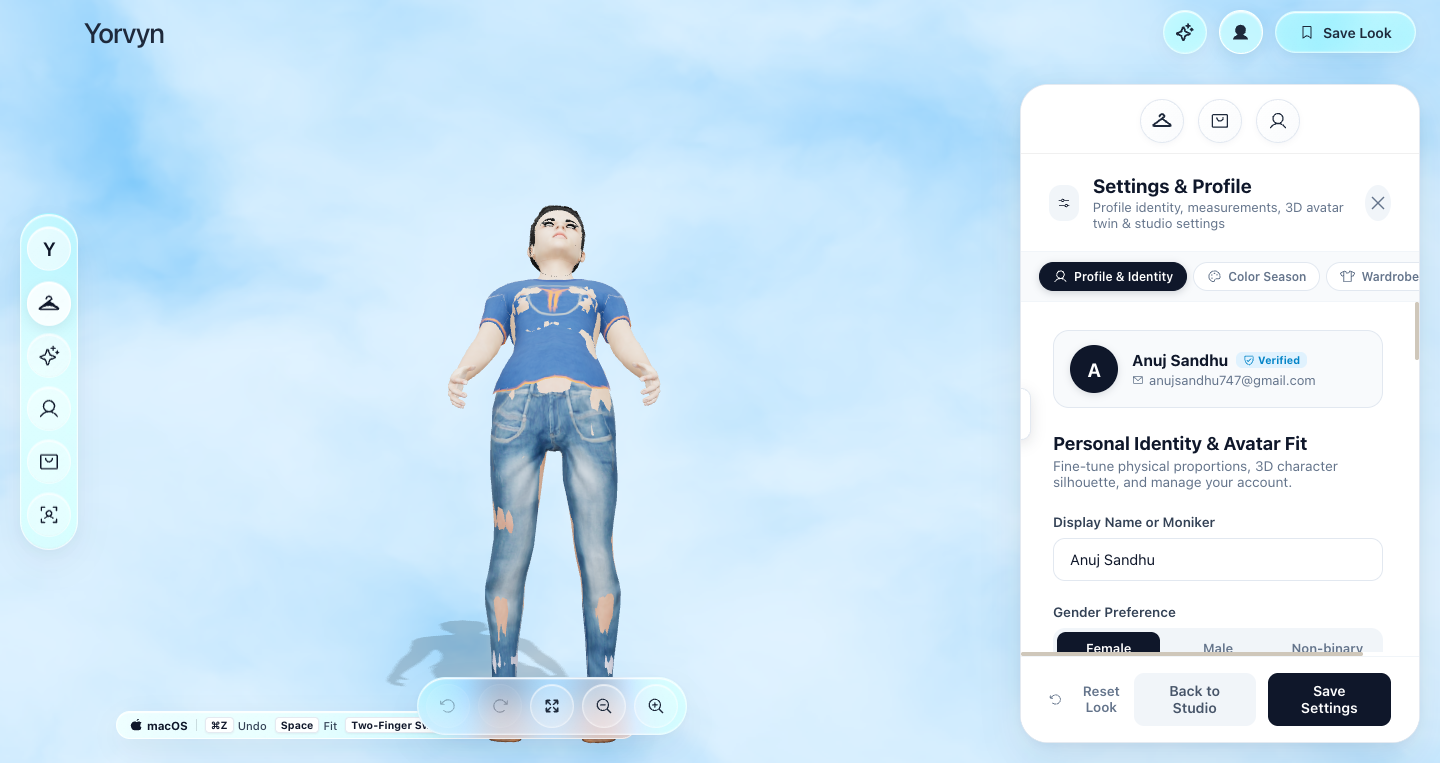 Yorvyn
Save Look
Settings & Profile
Profile identity, measurements, 3D avatar
twin & studio settings
Profile & Identity
Color Season
Wardrobe
Y
A
Anuj Sandhu
Verified
anujsandhu747@gmail.com
Personal Identity & Avatar Fit
Fine-tune physical proportions, 3D character
silhouette, and manage your account.
Display Name or Moniker
Anuj Sandhu
Gender Preference
Female
Male
Non-binary
Reset
Look
Back to
Studio
Save
Settings
macOS
⌘Z
Undo
Space
Fit
Two-Finger